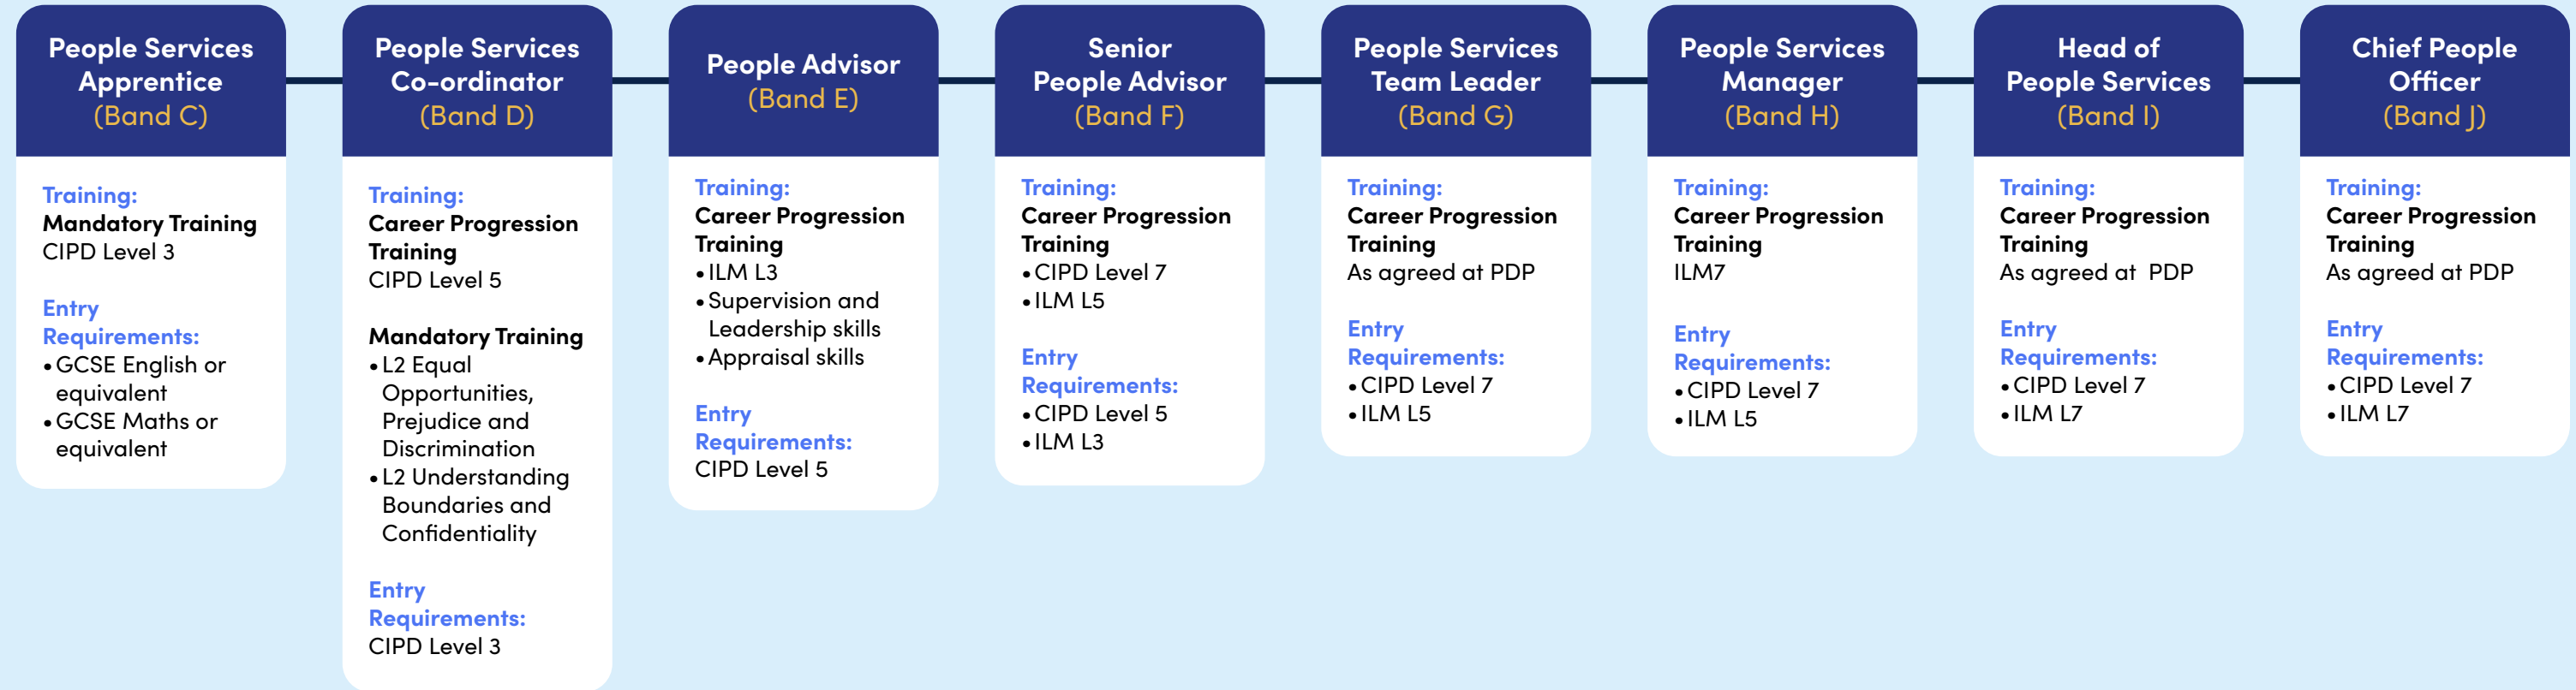 People Services
Apprentice
(Band C)
Training:
Mandatory Training
CIPD Level 3
Entry
Requirements:
• GCSE English or
equivalent
• GCSE Maths or
equivalent
People Services
Co-ordinator
(Band D)
Training:
Career Progression
Training
CIPD Level 5
Mandatory Training
• L2 Equal
Opportunities,
Prejudice and
Discrimination
• L2 Understanding
Boundaries and
Confidentiality
Entry
Requirements:
CIPD Level 3
People Advisor
(Band E)
Training:
Career Progression
Training
• ILM L3
• Supervision and
Leadership skills
• Appraisal skills
Entry
Requirements:
CIPD Level 5
Senior
People Advisor
(Band F)
Training:
Career Progression
Training
• CIPD Level 7
• ILM L5
Entry
Requirements:
• CIPD Level 5
• ILM L3
People Services
Team Leader
(Band G)
Training:
Career Progression
Training
As agreed at PDP
Entry
Requirements:
• CIPD Level 7
• ILM L5
People Services
Manager
(Band H)
Training:
Career Progression
Training
ILM7
Entry
Requirements:
• CIPD Level 7
• ILM L5
Head of
People Services
(Band I)
Training:
Career Progression
Training
As agreed at PDP
Entry
Requirements:
• CIPD Level 7
• ILM L7
Chief People
Officer
(Band J)
Training:
Career Progression
Training
As agreed at PDP
Entry
Requirements:
• CIPD Level 7
• ILM L7